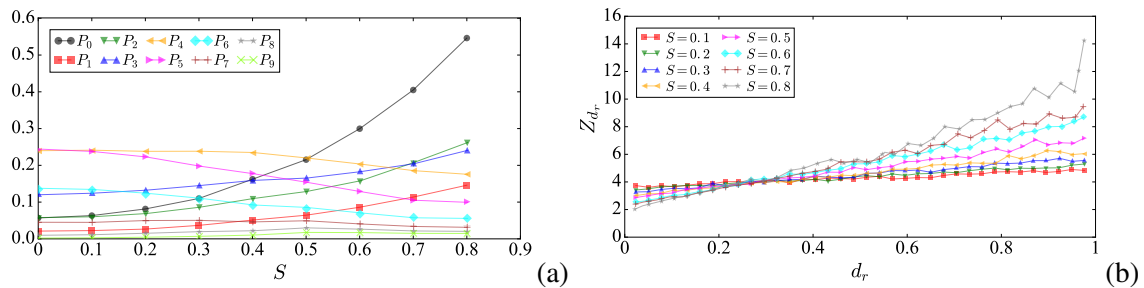 0.6
0.5
0.4
0.3
0.2
0.1
0.0
P0 P2 P4 P6 P8
P1 P3 P5 P7 P9
0 0.1 0.2 0.3 0.4 0.5 0.6 0.7 0.8 0.9
S
(a)
16
14
12
10
8
6
4
2
0
Z_{d_r}
S=0.1 S=0.5
S=0.2 S=0.6
S=0.3 S=0.7
S=0.4 S=0.8
0 0.2 0.4 0.6 0.8 1
d_r
(b)